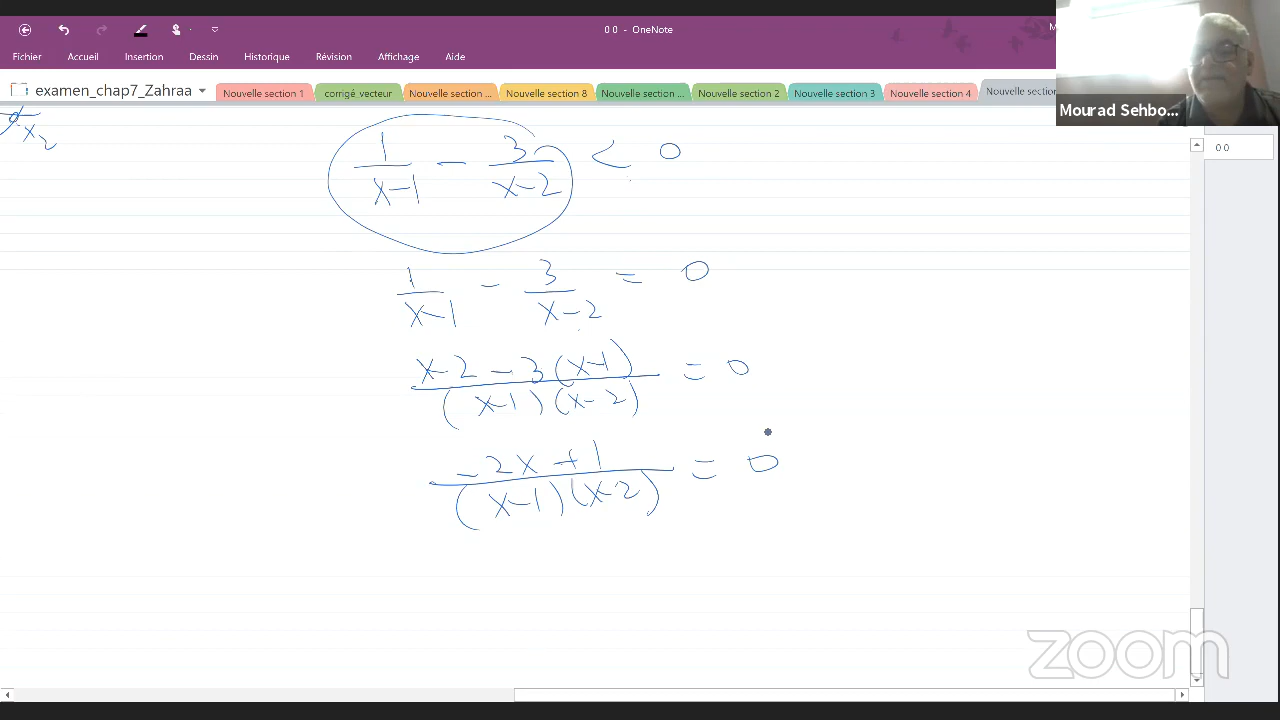 0 0 - OneNote
Fichier Accueil Insertion Dessin Historique Révision Affichage Aide
examen_chap7_Zahraa Nouvelle section 1 corrigé_vecteur Nouvelle section ... Nouvelle section 8 Nouvelle section ... Nouvelle section 2 Nouvelle section 3 Nouvelle section 4 Nouvelle section
Mourad Sehbo...
0 0
x2
1/(x-1) - 3/(x-2) < 0
1/(x-1) - 3/(x-2) = 0
(x-2 - 3(x-1))/((x-1)(x-2)) = 0
(-2x+1)/((x-1)(x-2)) = 0
zoom